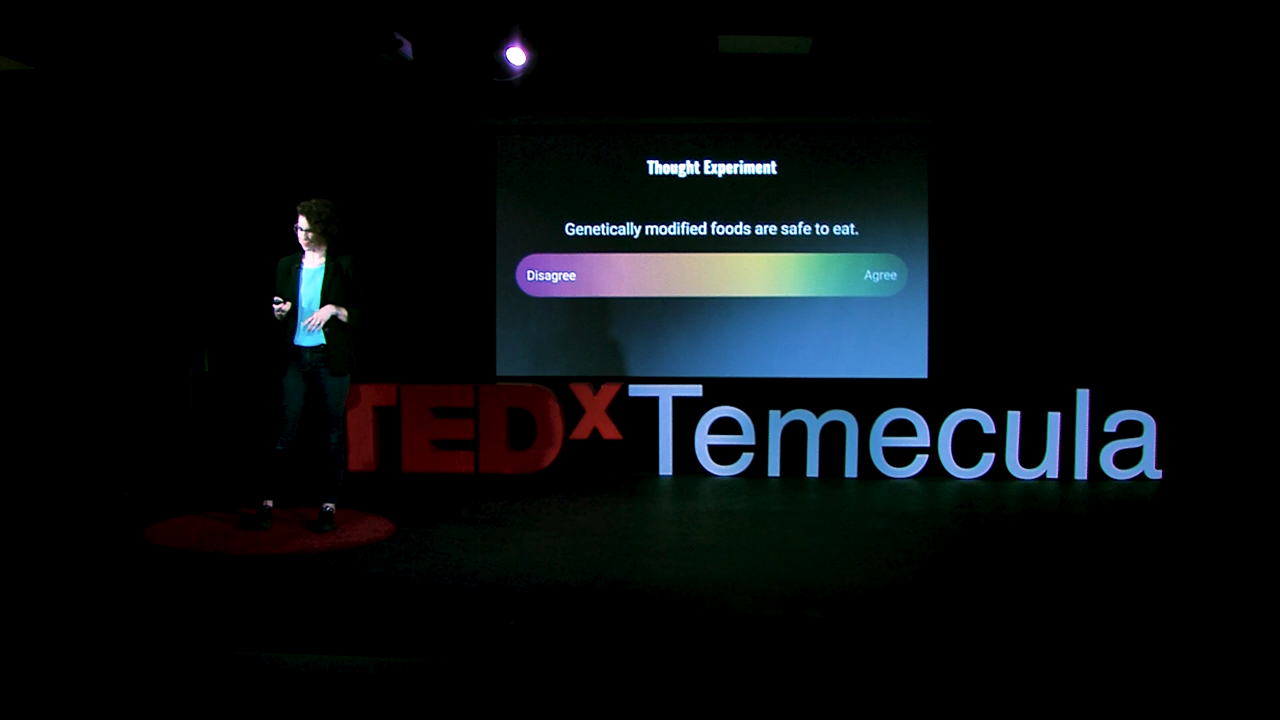 Thought Experiment
Genetically modified foods are safe to eat.
Disagree Agree
TEDx Temecula